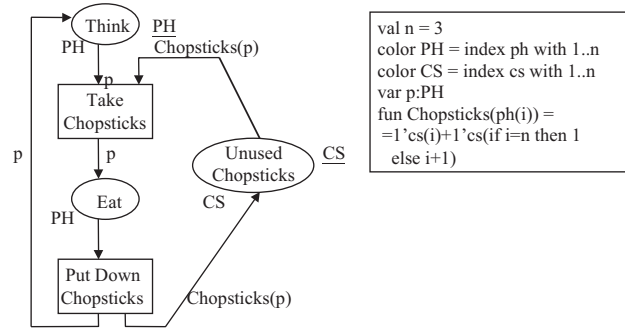 Think
PH
PH
Chopsticks(p)
p
Take
Chopsticks
p
p
Unused
Chopsticks
CS
CS
Eat
PH
Put Down
Chopsticks
Chopsticks(p)
val n = 3
color PH = index ph with 1..n
color CS = index cs with 1..n
var p:PH
fun Chopsticks(ph(i)) =
=1'cs(i)+1'cs(if i=n then 1
else i+1)